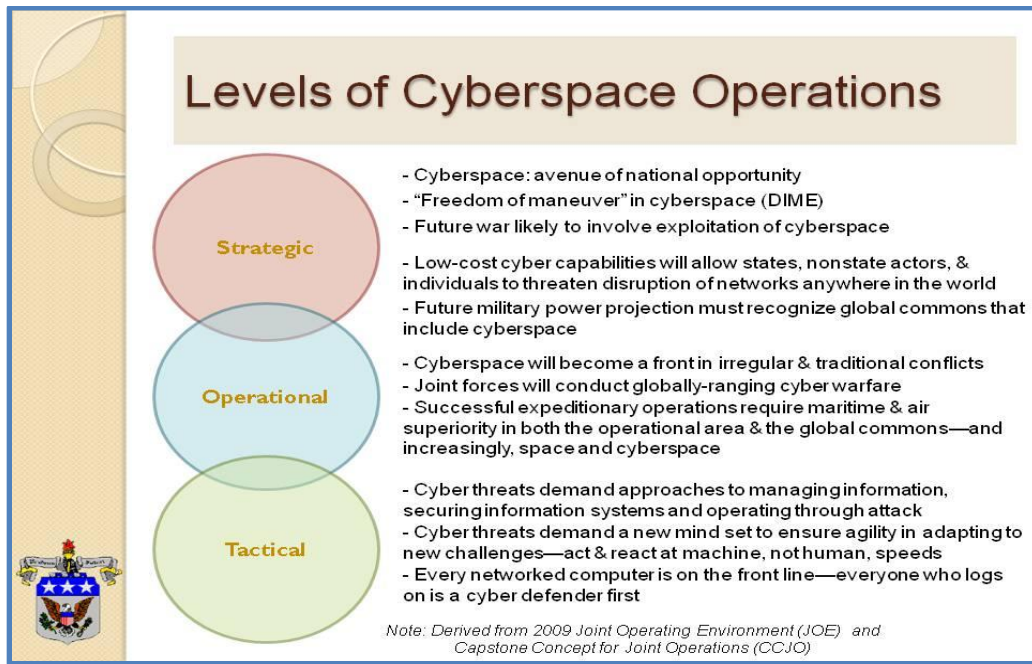 Levels of Cyberspace Operations
Strategic
- Cyberspace: avenue of national opportunity
- “Freedom of maneuver” in cyberspace (DIME)
- Future war likely to involve exploitation of cyberspace
- Low-cost cyber capabilities will allow states, nonstate actors, &
individuals to threaten disruption of networks anywhere in the world
- Future military power projection must recognize global commons that
include cyberspace
Operational
- Cyberspace will become a front in irregular & traditional conflicts
- Joint forces will conduct globally-ranging cyber warfare
- Successful expeditionary operations require maritime & air
superiority in both the operational area & the global commons—and
increasingly, space and cyberspace
Tactical
- Cyber threats demand approaches to managing information,
securing information systems and operating through attack
- Cyber threats demand a new mind set to ensure agility in adapting to
new challenges—act & react at machine, not human, speeds
- Every networked computer is on the front line—everyone who logs
on is a cyber defender first
Note: Derived from 2009 Joint Operating Environment (JOE) and
Capstone Concept for Joint Operations (CCJO)